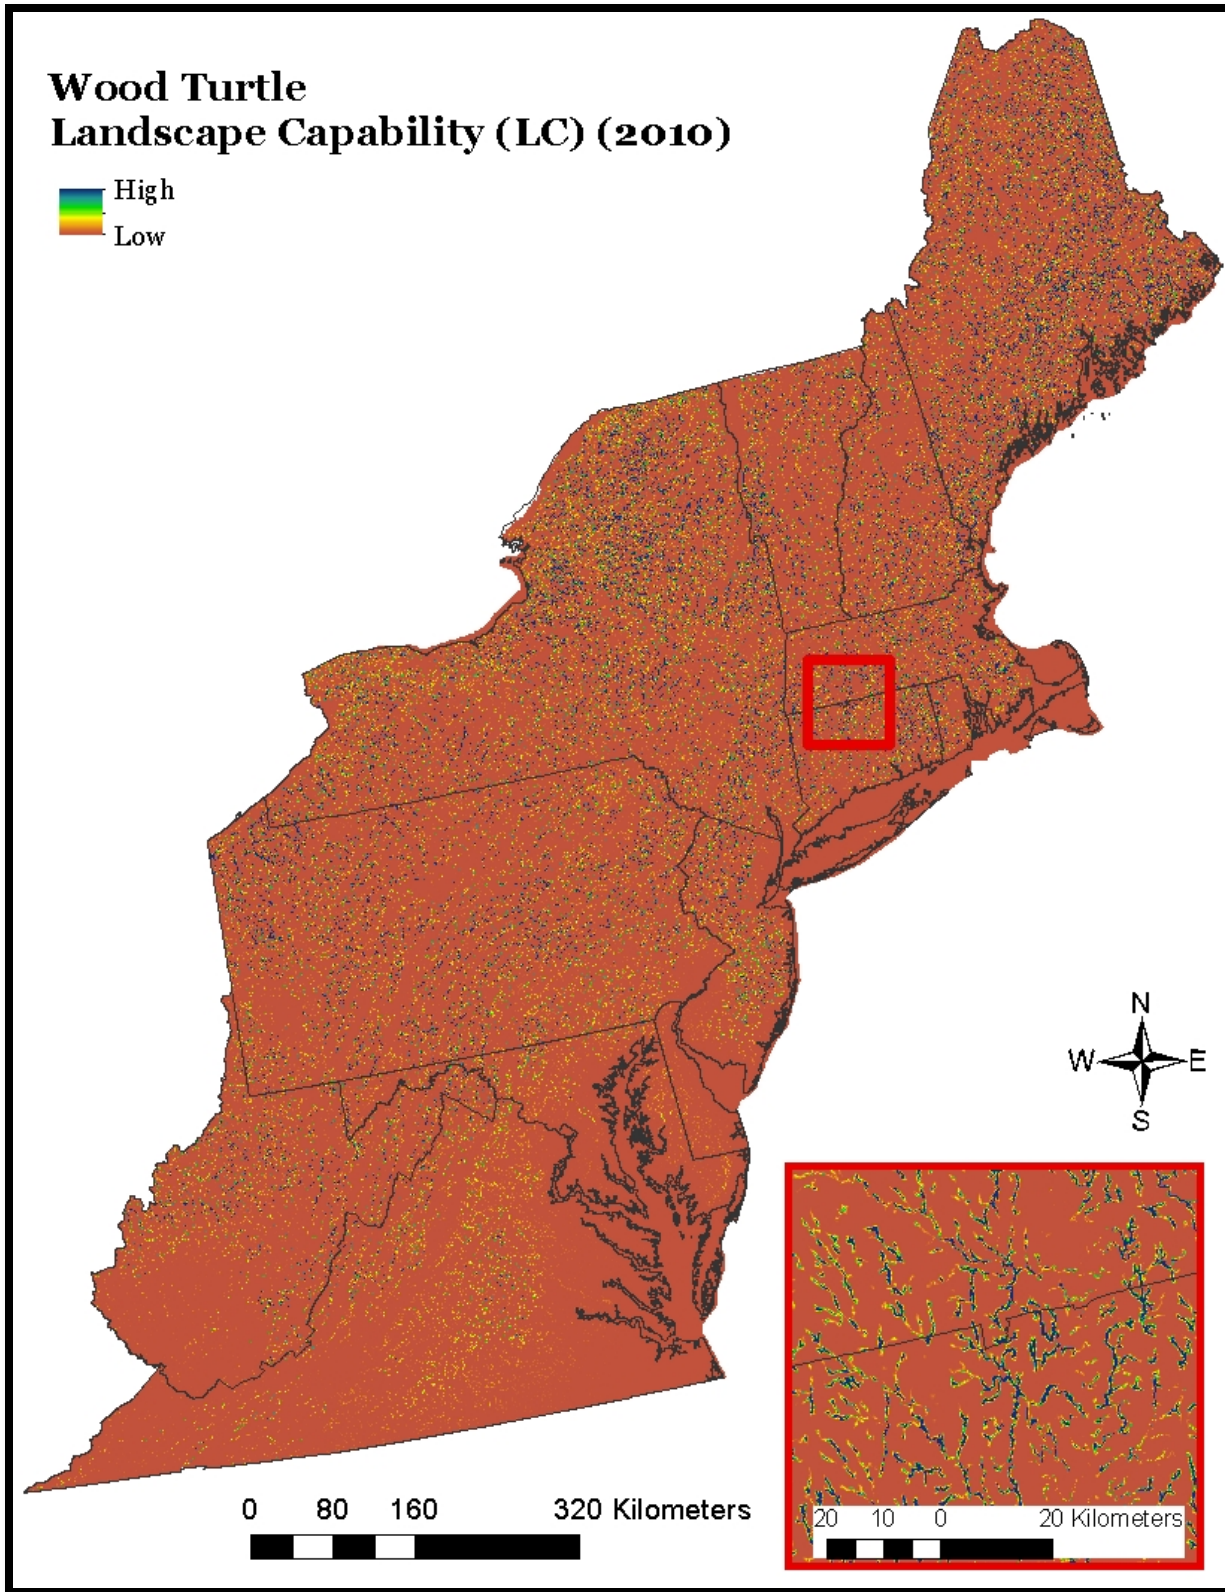 Wood Turtle
Landscape Capability (LC) (2010)
High
Low
N
W E
S
0 80 160 320 Kilometers
20 10 0 20 Kilometers